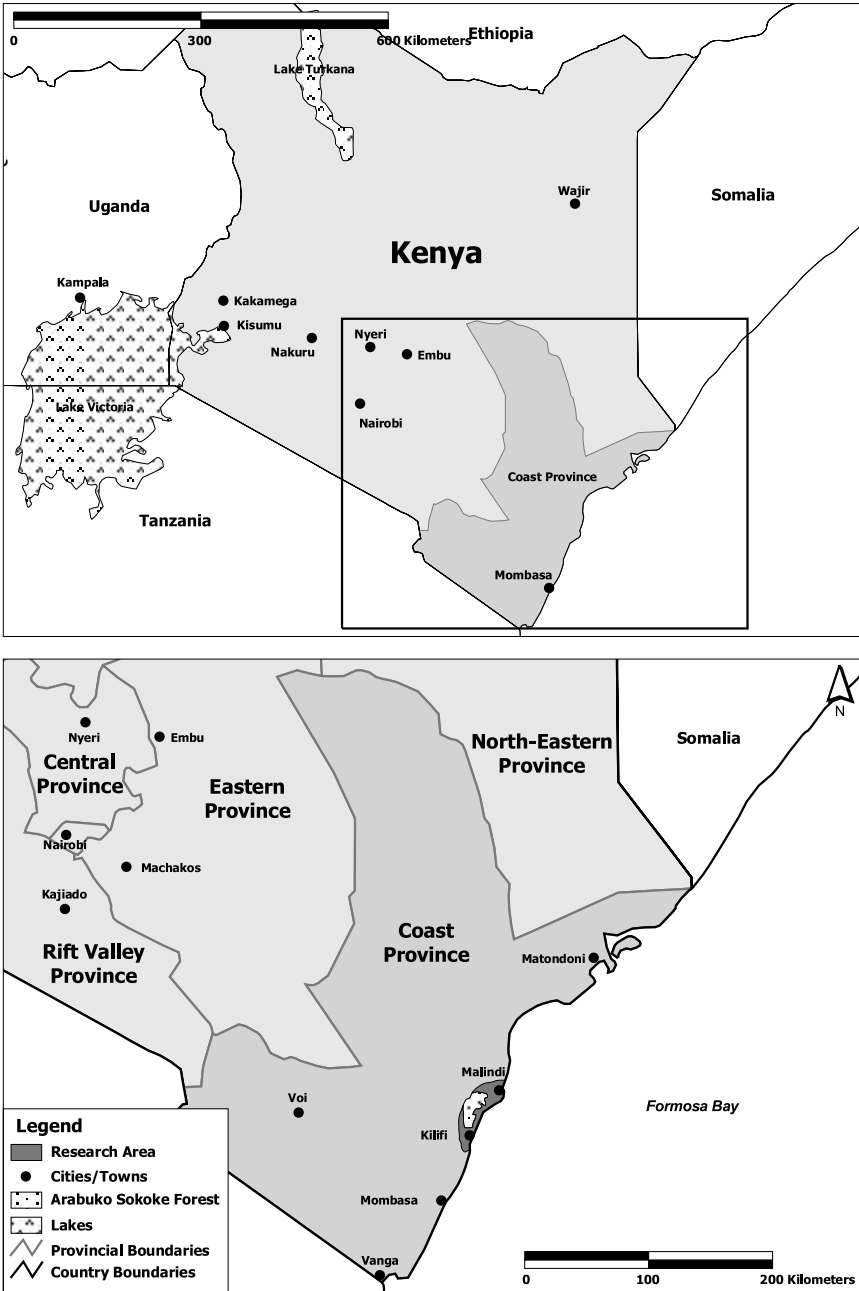 0 300 600 Kilometers
Ethiopia
Lake Turkana
Wajir
Somalia
Uganda
Kenya
Kampala
Kakamega
Kisumu
Nyeri
Embu
Nakuru
Lake Victoria
Nairobi
Coast Province
Tanzania
Mombasa
N
Nyeri
Embu
North-Eastern
Province
Somalia
Central
Province
Eastern
Province
Nairobi
Machakos
Kajiado
Coast
Province
Rift Valley
Province
Matondoni
Malindi
Voi
Formosa Bay
Kilifi
Mombasa
Vanga
Legend
Research Area
Cities/Towns
Arabuko Sokoke Forest
Lakes
Provincial Boundaries
Country Boundaries
0 100 200 Kilometers